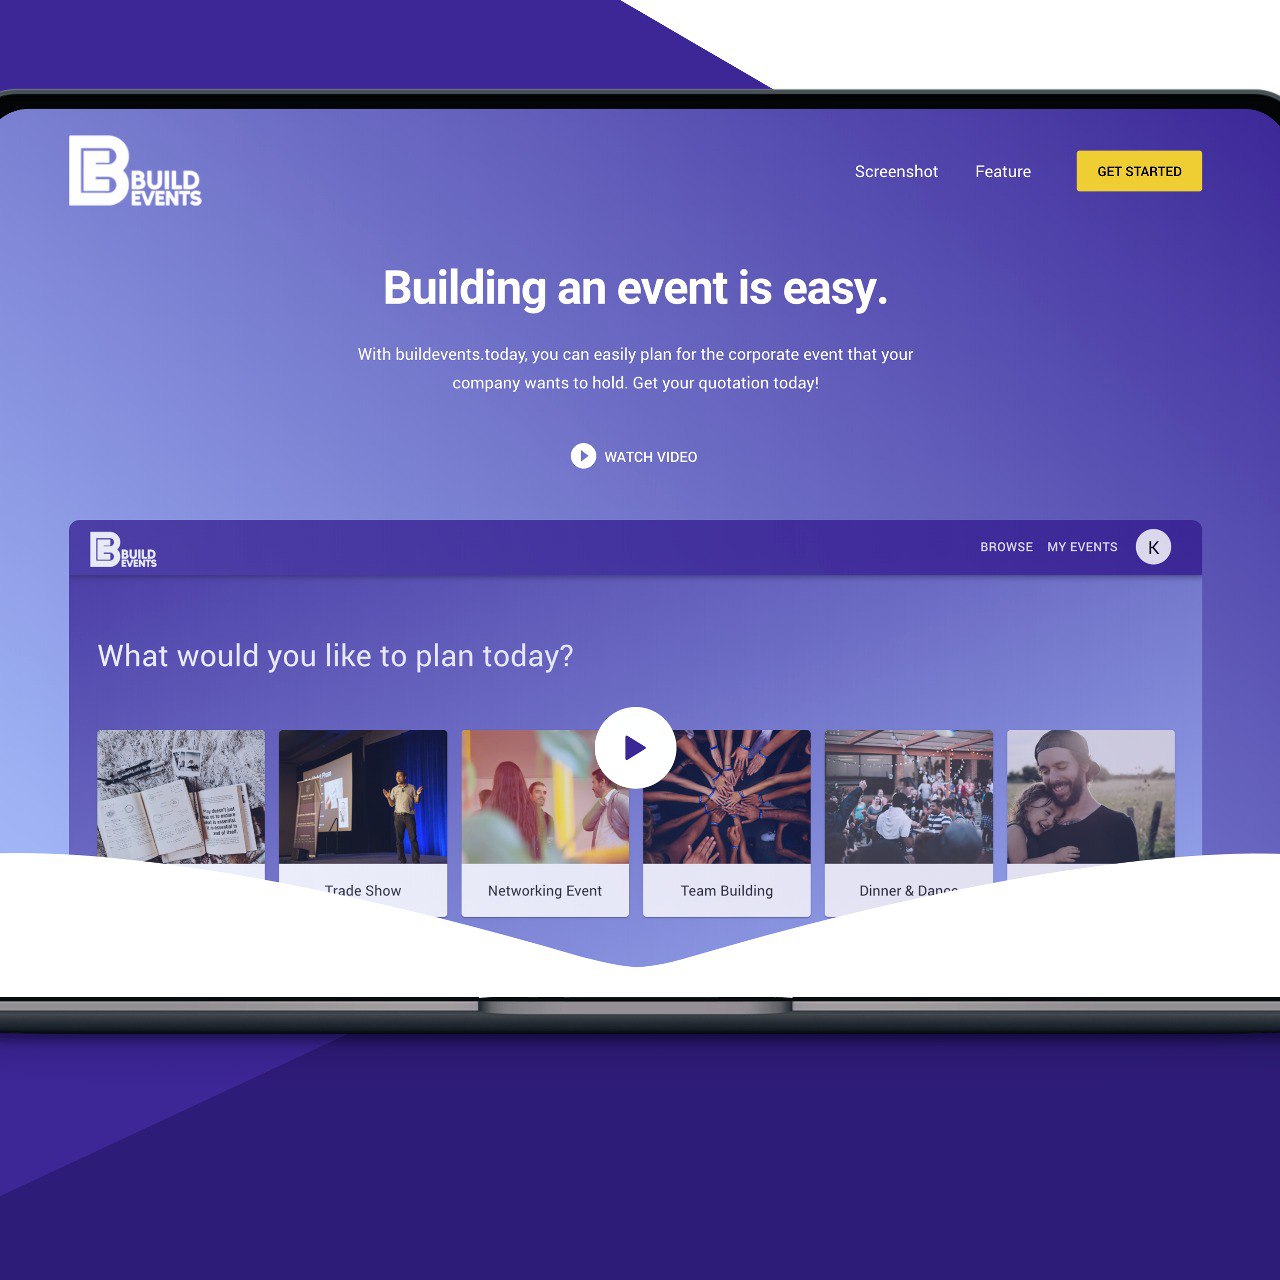 BUILD
EVENTS
Screenshot
Feature
GET STARTED
Building an event is easy.
With buildevents.today, you can easily plan for the corporate event that your
company wants to hold. Get your quotation today!
WATCH VIDEO
BUILD
EVENTS
BROWSE
MY EVENTS
K
What would you like to plan today?
Trade Show
Networking Event
Team Building
Dinner & Dance